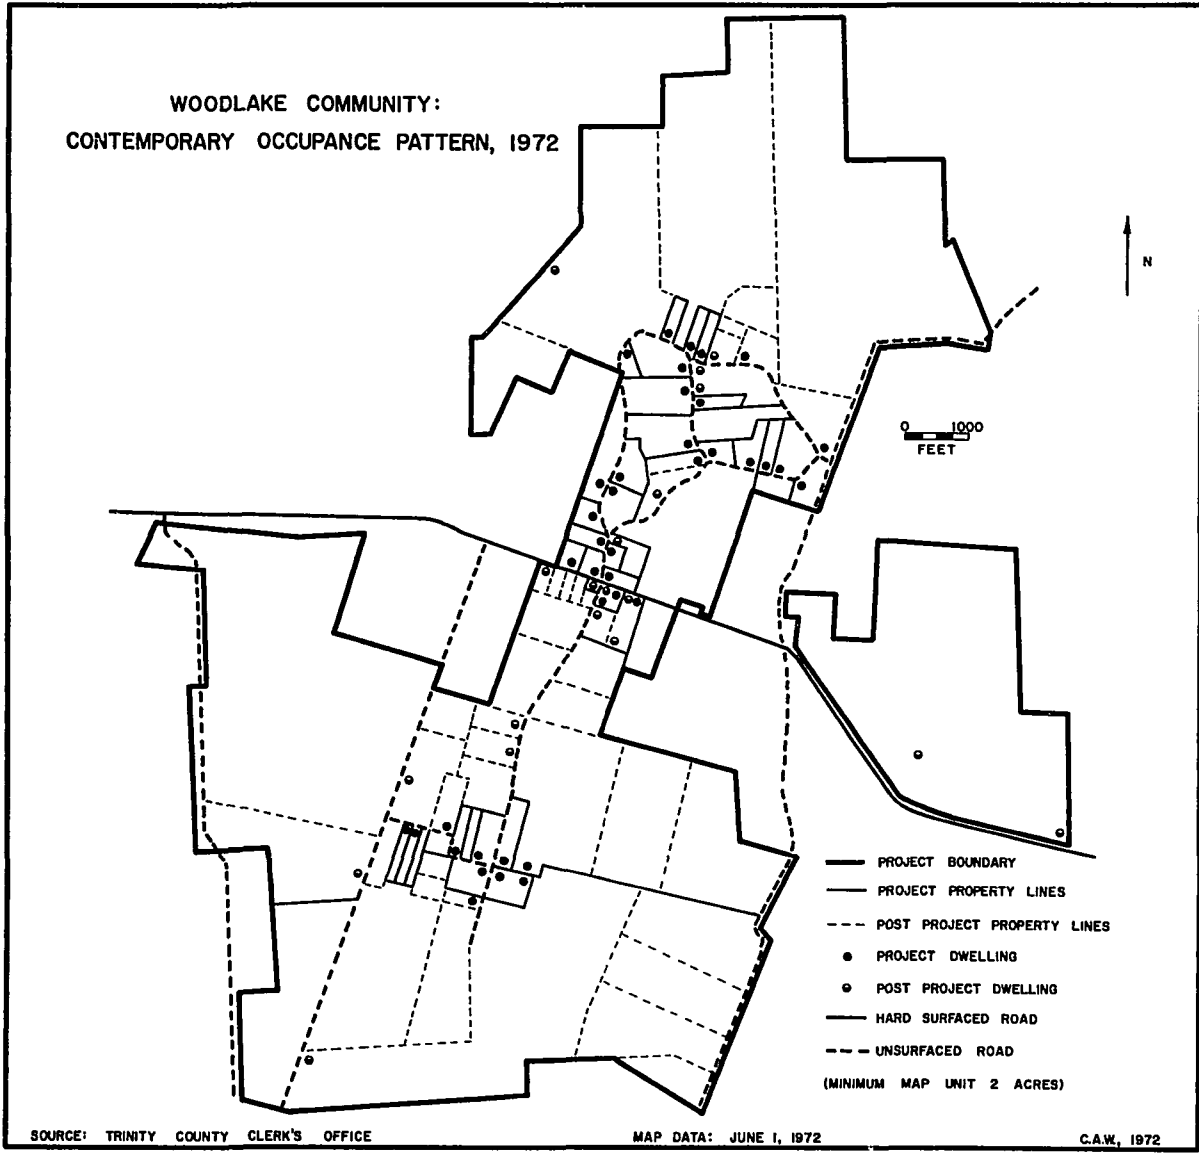 WOODLAKE COMMUNITY:
CONTEMPORARY OCCUPANCE PATTERN, 1972
N
0 1000
FEET
PROJECT BOUNDARY
PROJECT PROPERTY LINES
POST PROJECT PROPERTY LINES
PROJECT DWELLING
POST PROJECT DWELLING
HARD SURFACED ROAD
UNSURFACED ROAD
(MINIMUM MAP UNIT 2 ACRES)
SOURCE: TRINITY COUNTY CLERK'S OFFICE
MAP DATA: JUNE 1, 1972
C.A.W., 1972